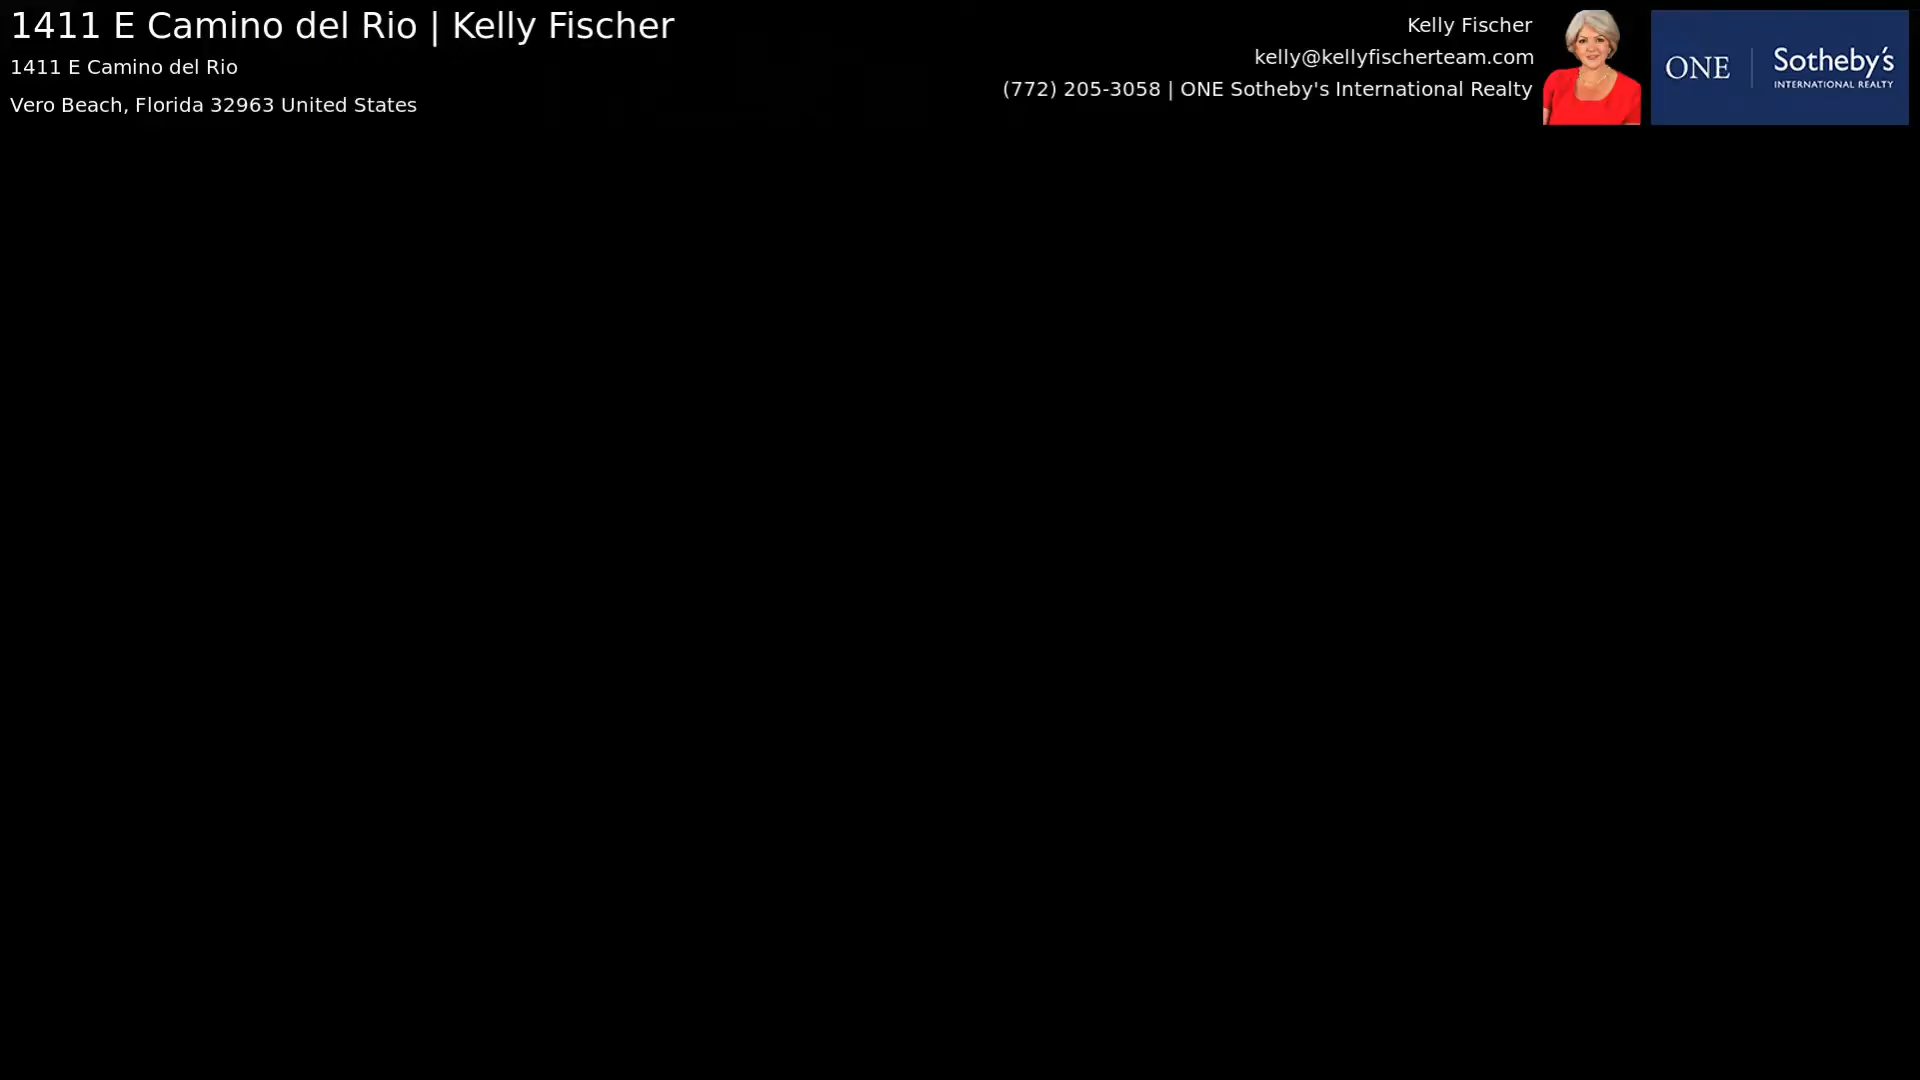 1411 E Camino del Rio | Kelly Fischer
1411 E Camino del Rio
Vero Beach, Florida 32963 United States
Kelly Fischer
kelly@kellyfischerteam.com
(772) 205-3058 | ONE Sotheby's International Realty
ONE
Sotheby's
INTERNATIONAL REALTY